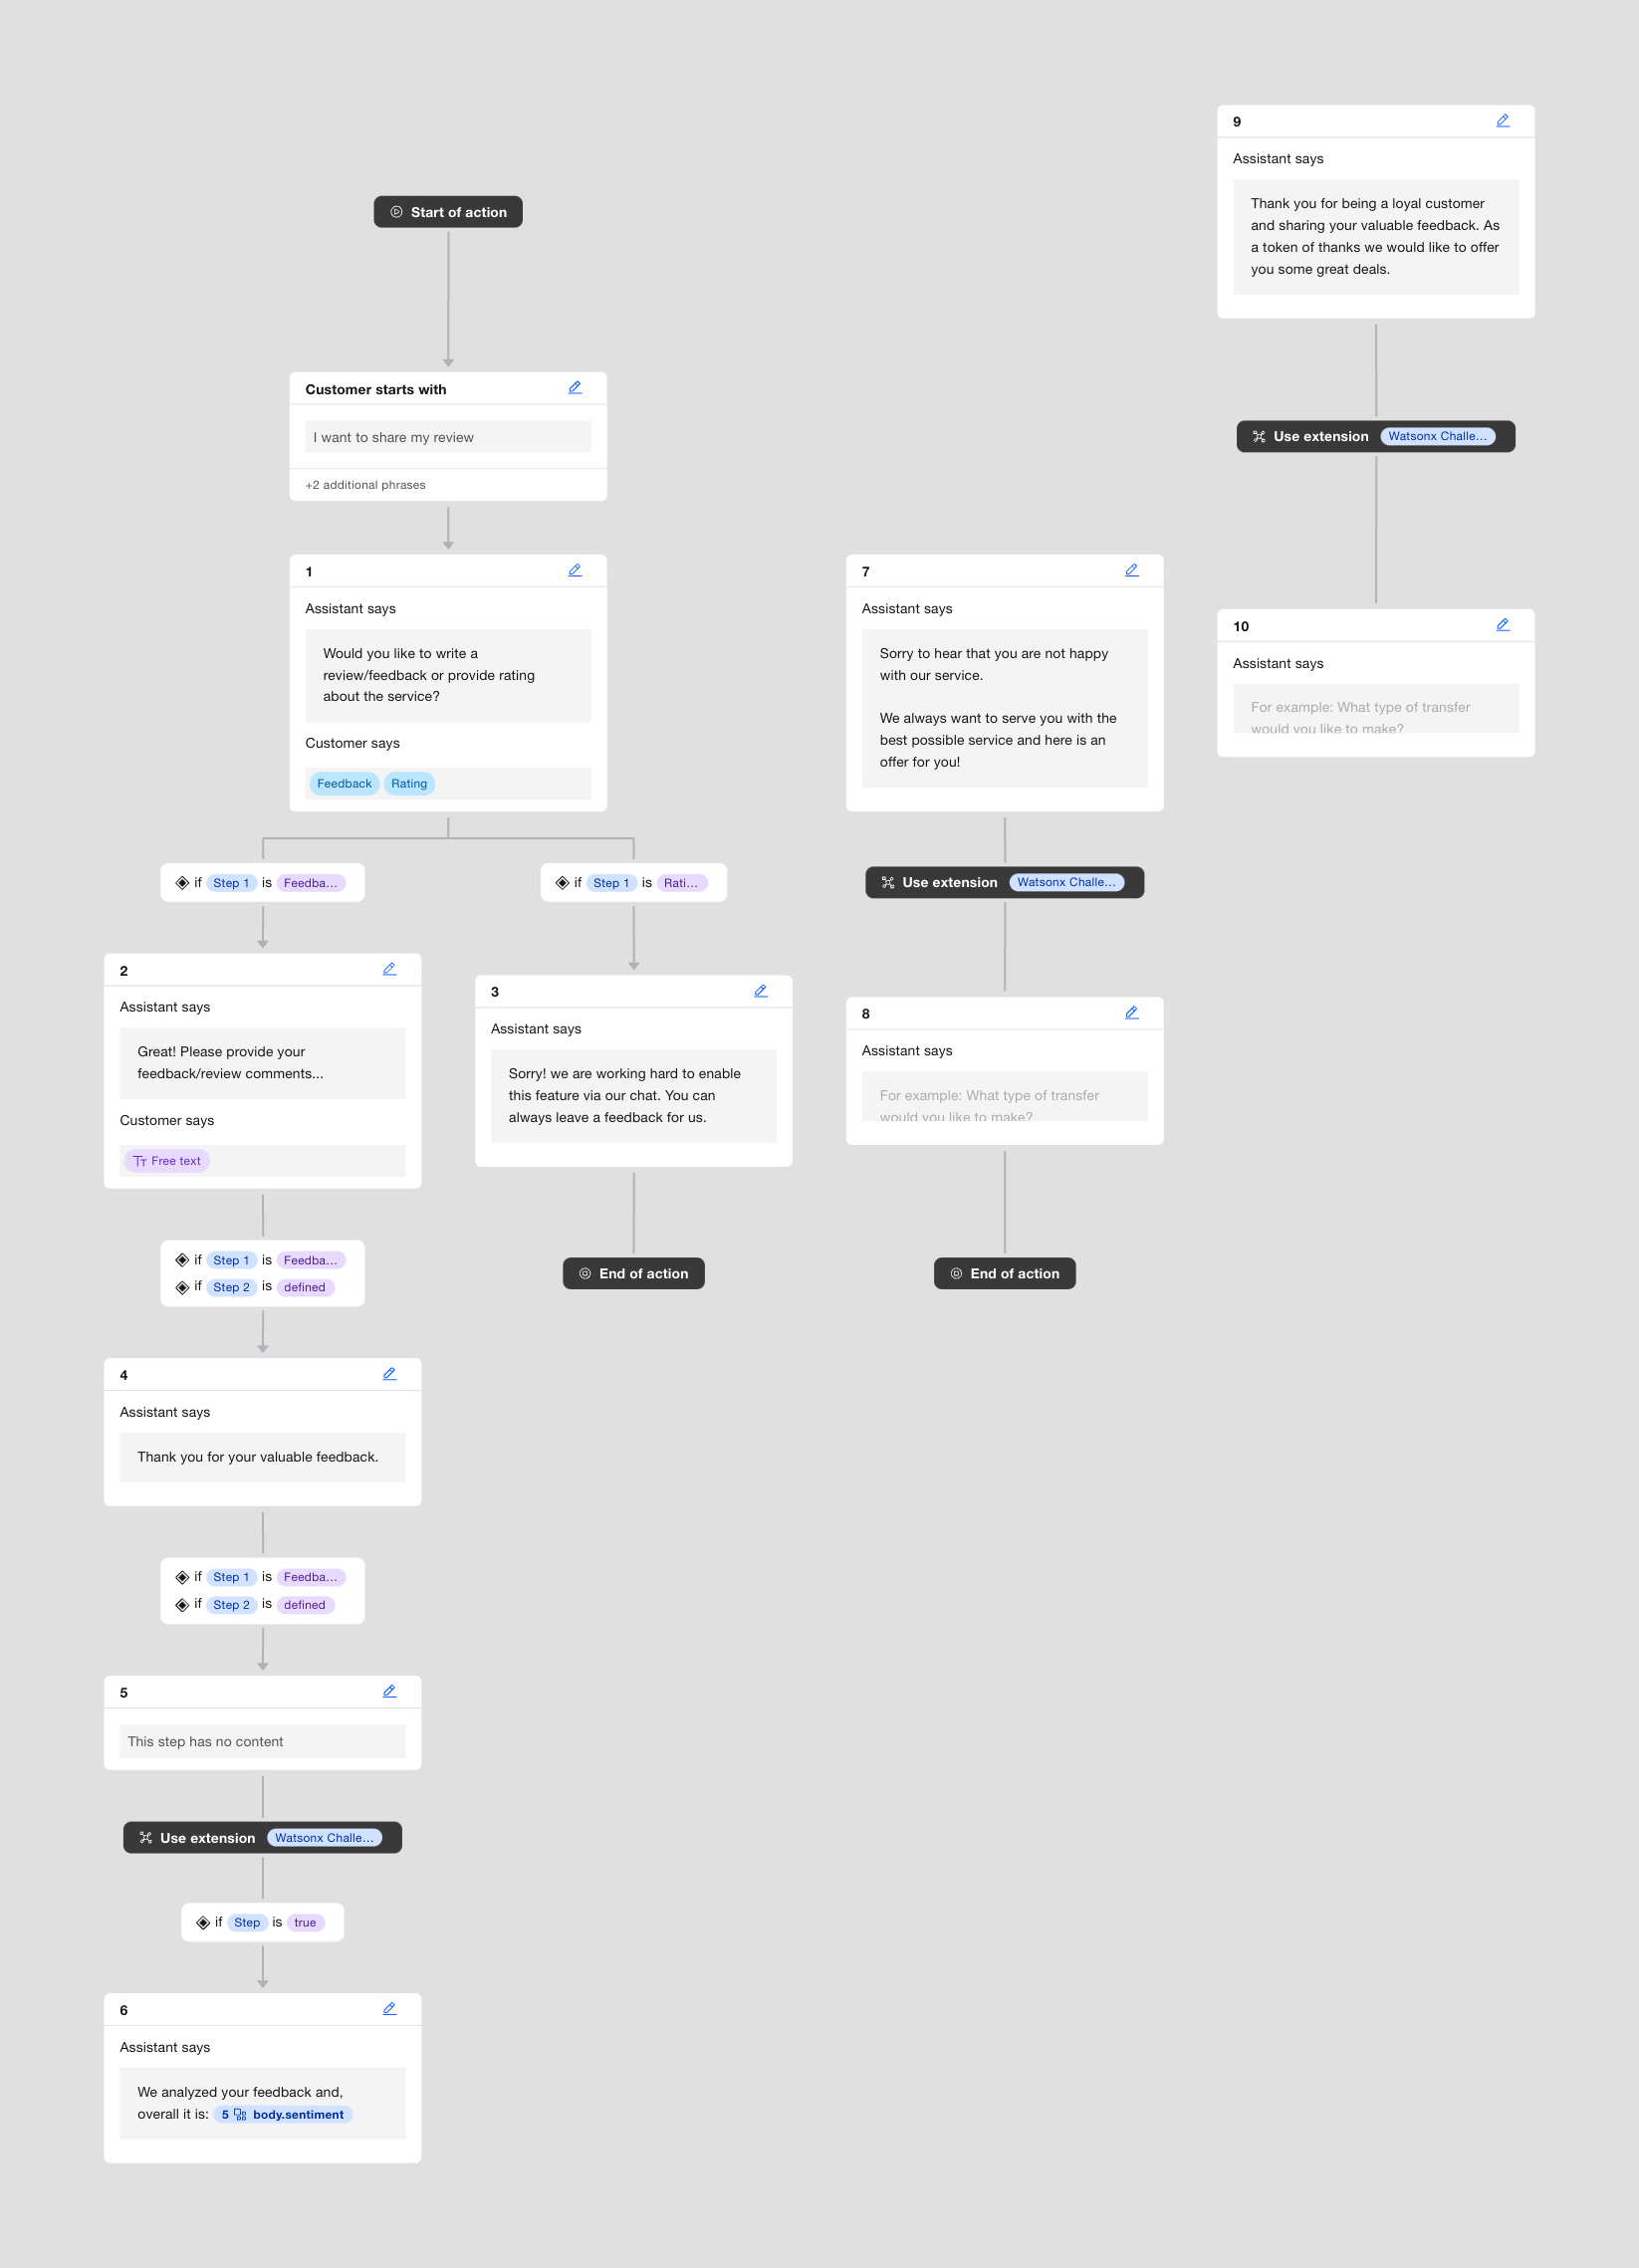 Start of action
Customer starts with
I want to share my review
+2 additional phrases
1
Assistant says
Would you like to write a
review/feedback or provide rating
about the service?
Customer says
Feedback Rating
if Step 1 is Feedba...
if Step 1 is Rati...
2
Assistant says
Great! Please provide your
feedback/review comments...
Customer says
Free text
3
Assistant says
Sorry! we are working hard to enable
this feature via our chat. You can
always leave a feedback for us.
End of action
if Step 1 is Feedba...
if Step 2 is defined
4
Assistant says
Thank you for your valuable feedback.
if Step 1 is Feedba...
if Step 2 is defined
5
This step has no content
Use extension Watsonx Challe...
if Step is true
6
Assistant says
We analyzed your feedback and,
overall it is: 5 body.sentiment
7
Assistant says
Sorry to hear that you are not happy
with our service.
We always want to serve you with the
best possible service and here is an
offer for you!
Use extension Watsonx Challe...
8
Assistant says
For example: What type of transfer
would you like to make?
End of action
9
Assistant says
Thank you for being a loyal customer
and sharing your valuable feedback. As
a token of thanks we would like to offer
you some great deals.
Use extension Watsonx Challe...
10
Assistant says
For example: What type of transfer
would you like to make?